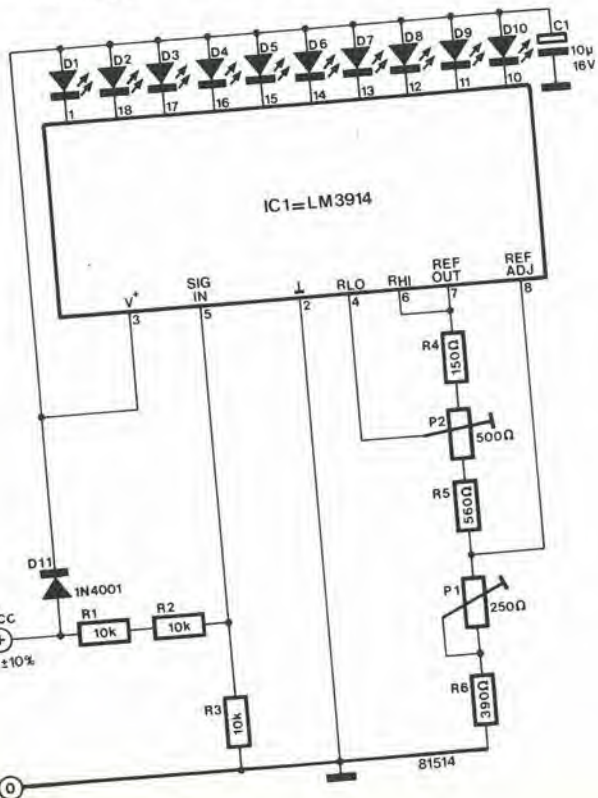 D1 D2 D3 D4 D5 D6 D7 D8 D9 D10 C1
10µ
16V
1 18 17 16 15 14 13 12 11 10
IC1=LM3914
V+ SIG IN ⊥ RLO RHI REF OUT REF ADJ
3 5 2 4 6 7 8
R4
150Ω
P2
500Ω
R5
560Ω
D11
1N4001
P1
250Ω
CC
+
±10%
R1 R2
10k 10k
R3
10k
R6
390Ω
81514
0